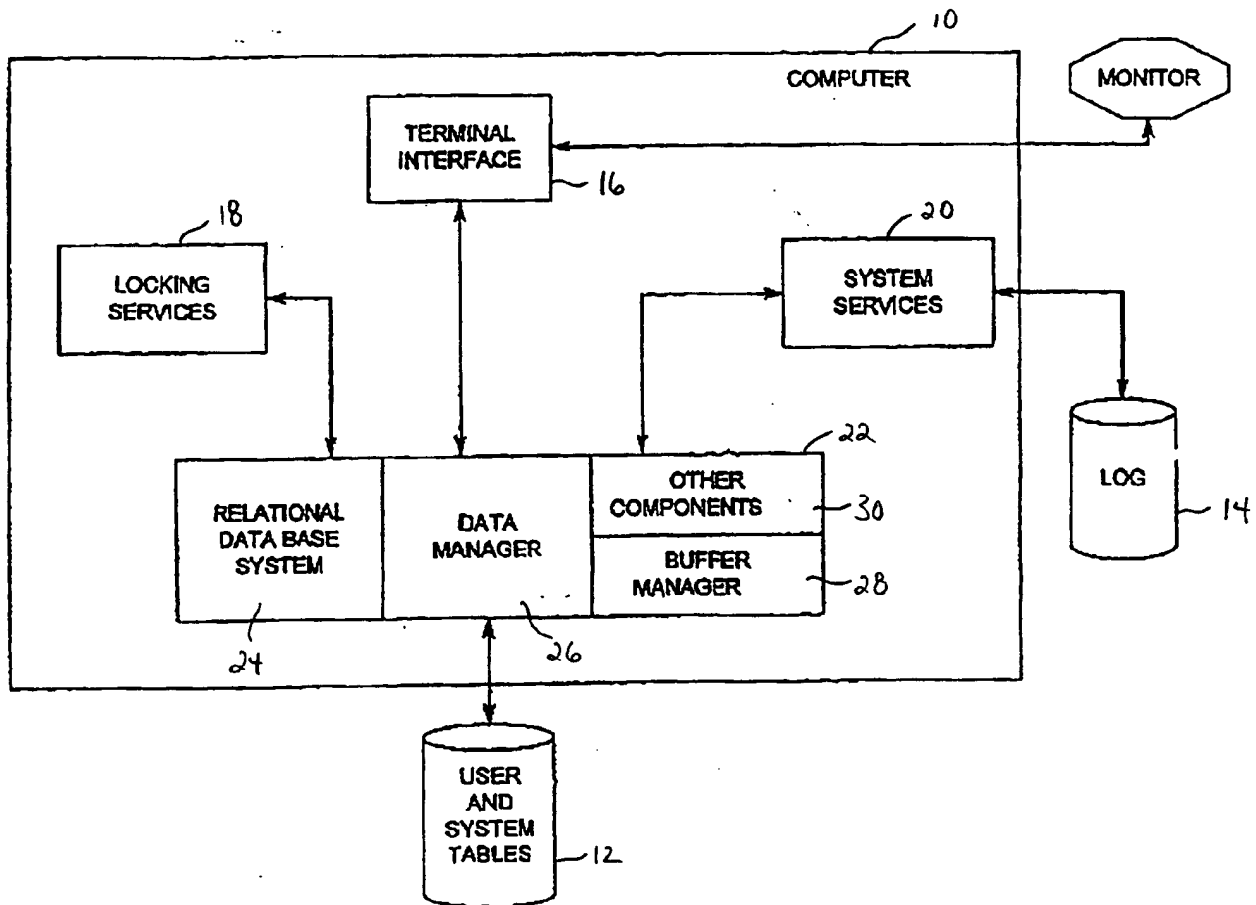 10
COMPUTER
MONITOR
TERMINAL
INTERFACE
16
18
20
LOCKING
SERVICES
SYSTEM
SERVICES
22
RELATIONAL
DATA BASE
SYSTEM
24
DATA
MANAGER
26
OTHER
COMPONENTS
30
BUFFER
MANAGER
28
LOG
14
USER
AND
SYSTEM
TABLES
12